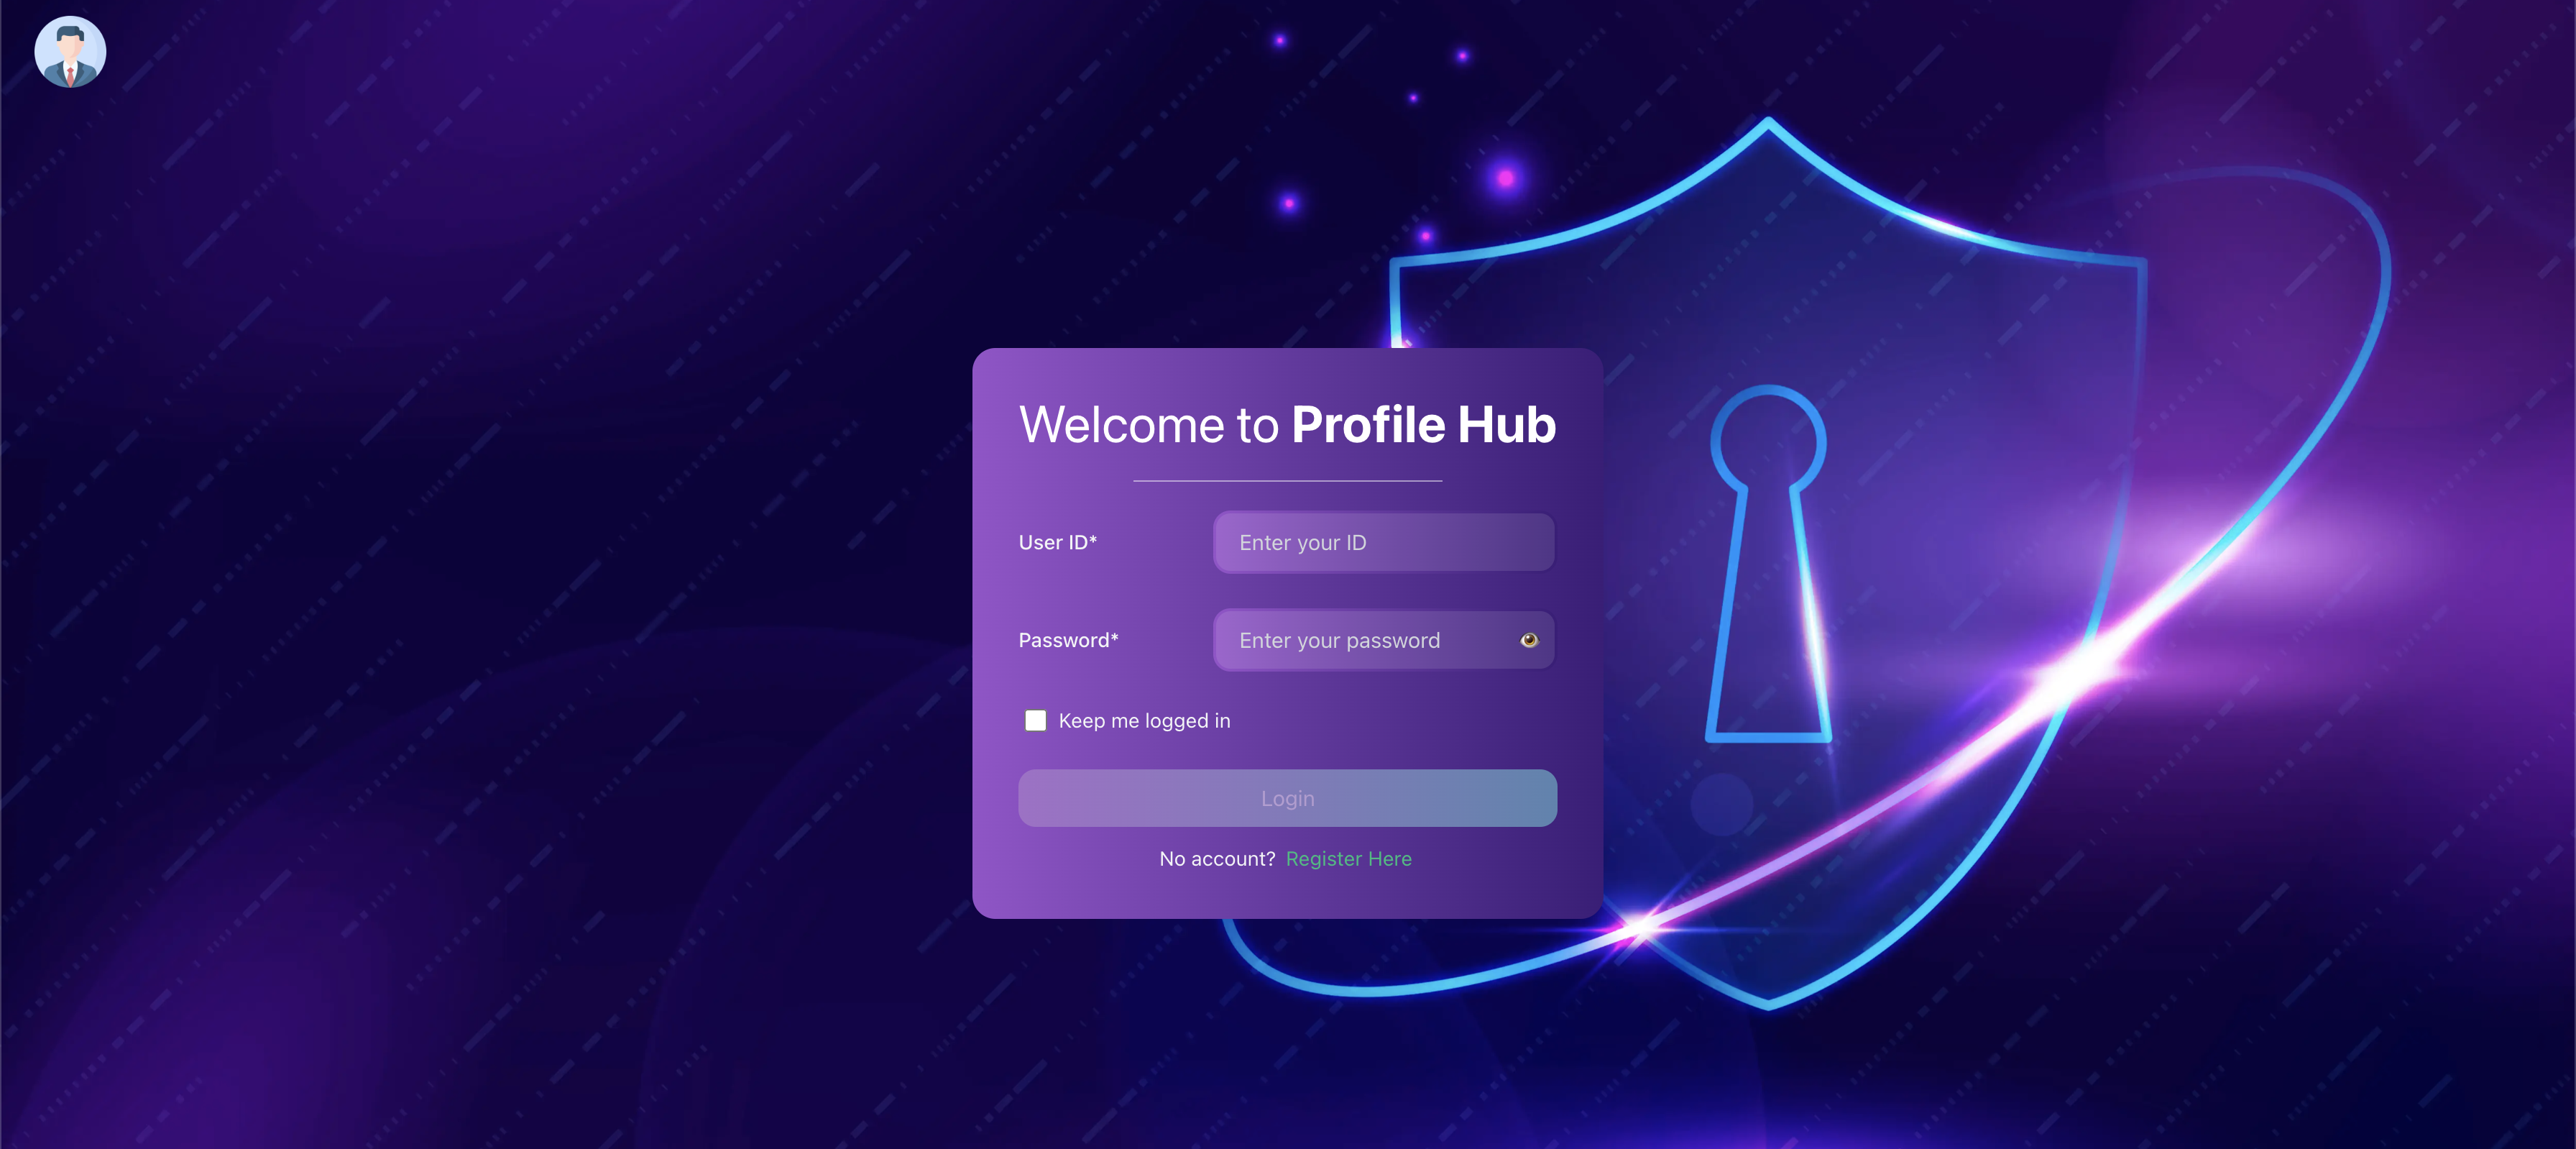 Welcome to Profile Hub
User ID*
Enter your ID
Password*
Enter your password
Keep me logged in
Login
No account? Register Here